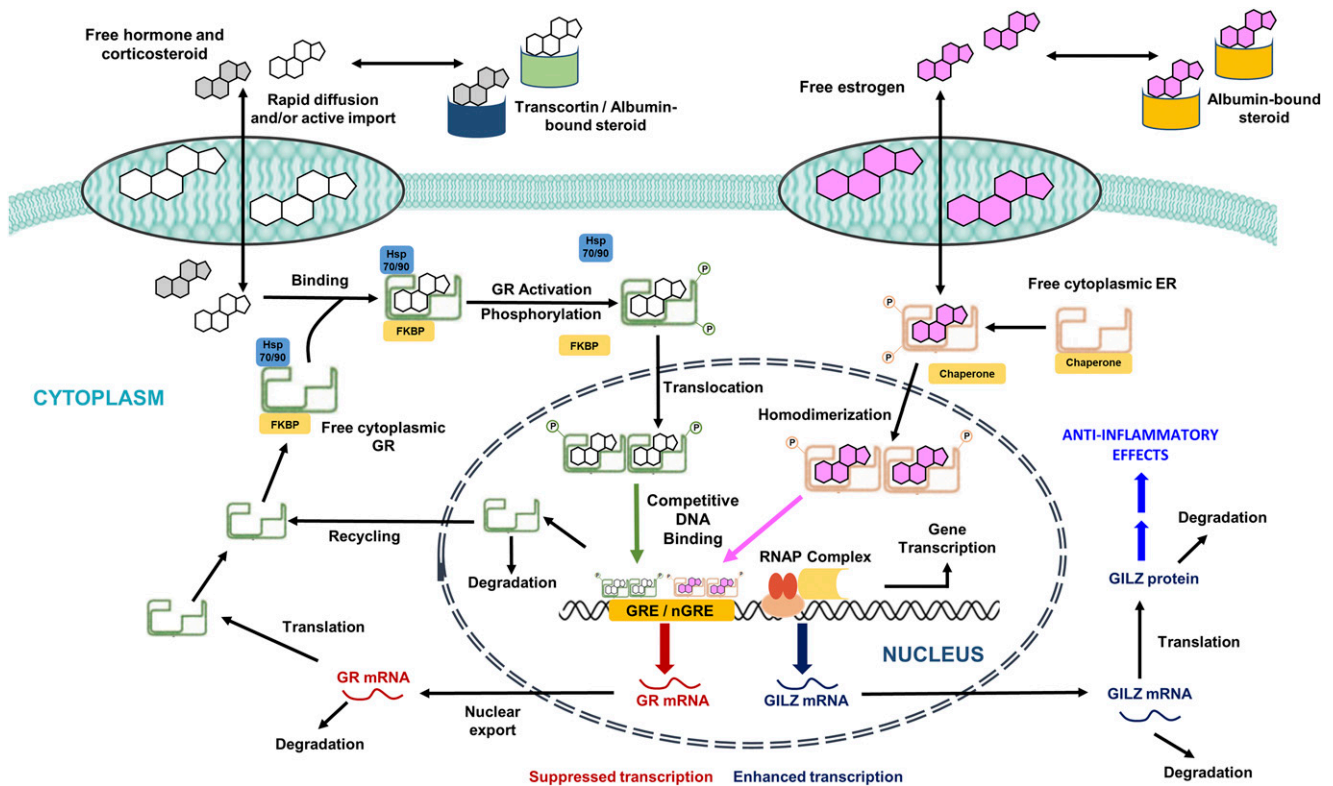 Free hormone and
corticosteroid
Rapid diffusion
and/or active import
Transcortin / Albumin-
bound steroid
Free estrogen
Albumin-bound
steroid
Hsp
70/90
Binding
FKBP
GR Activation
Phosphorylation
Hsp
70/90
FKBP
P
P
Free cytoplasmic ER
P
P
Chaperone
Chaperone
Hsp
70/90
FKBP
Free cytoplasmic
GR
CYTOPLASM
Translocation
Homodimerization
P
P
P
P
Competitive
DNA
Binding
Recycling
Degradation
RNAP Complex
Gene
Transcription
GRE / nGRE
NUCLEUS
ANTI-INFLAMMATORY
EFFECTS
Degradation
GILZ protein
Translation
GILZ mRNA
Degradation
Translation
GR mRNA
Degradation
Nuclear
export
GR mRNA
GILZ mRNA
Suppressed transcription
Enhanced transcription